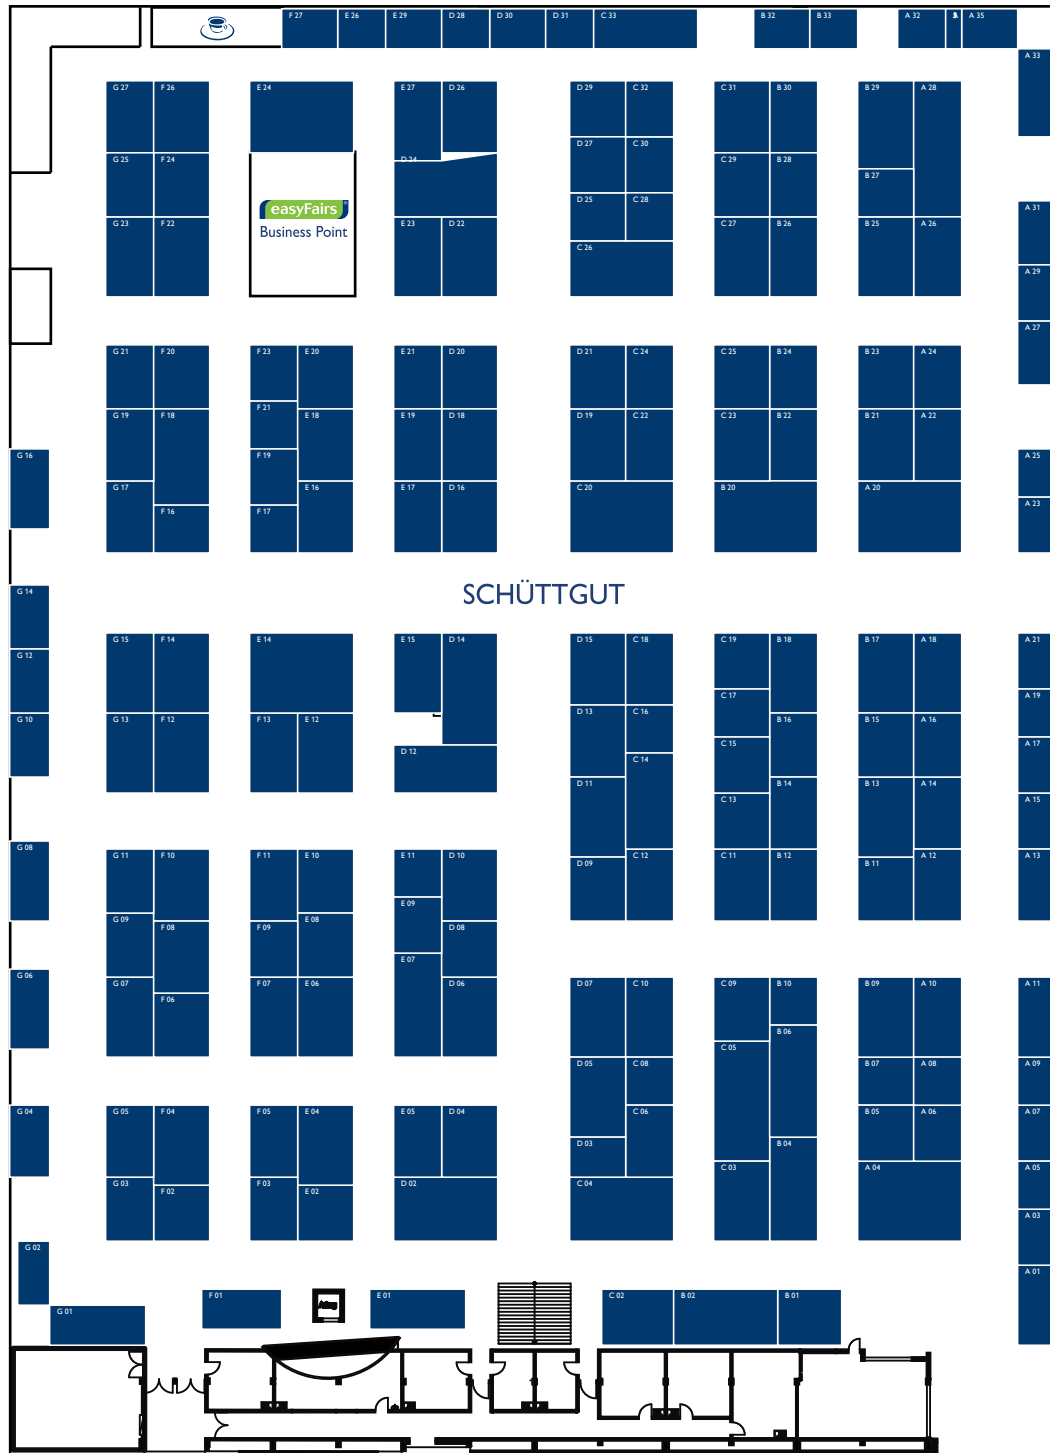 F 27 E 26 E 29 D 28 D 30 D 31 C 33 B 32 B 33 A 32 A 35
A 33
G 27 F 26 E 24 E 27 D 26 D 29 C 32 C 31 B 30 B 29 A 28
D 27 C 30
G 25 F 24 D 24 C 29 B 28
B 27
D 25 C 28
A 31
easyFairs
G 23 F 22 E 23 D 22 C 27 B 26 B 25 A 26
Business Point
C 26
A 29
A 27
G 21 F 20 F 23 E 20 E 21 D 20 D 21 C 24 C 25 B 24 B 23 A 24
F 21
G 19 F 18 E 18 E 19 D 18 D 19 C 22 C 23 B 22 B 21 A 22
G 16 F 19 A 25
G 17 E 16 E 17 D 16 C 20 B 20 A 20
F 16 F 17 A 23
SCHÜTTGUT
G 14
G 15 F 14 E 14 E 15 D 14 D 15 C 18 C 19 B 18 B 17 A 18 A 21
G 12
C 17 A 19
D 13 C 16
G 10 G 13 F 12 F 13 E 12 B 16 B 15 A 16
C 15 A 17
D 12 C 14
D 11 B 14 B 13 A 14
C 13 A 15
G 08 G 11 F 10 F 11 E 10 E 11 D 10 D 09 C 12 C 11 B 12 B 11 A 12 A 13
E 09
G 09 E 08
F 08 F 09 D 08
E 07
G 06 G 07 F 07 E 06 D 06 D 07 C 10 C 09 B 10 B 09 A 10 A 11
F 06
B 06
C 05
D 05 C 08 B 07 A 08 A 09
G 04 G 05 F 04 F 05 E 04 E 05 D 04 C 06 B 05 A 06 A 07
D 03 B 04
C 03 A 04 A 05
G 03 F 02 F 03 E 02 D 02 C 04
A 03
G 02
A 01
G 01 F 01 E 01 C 02 B 02 B 01